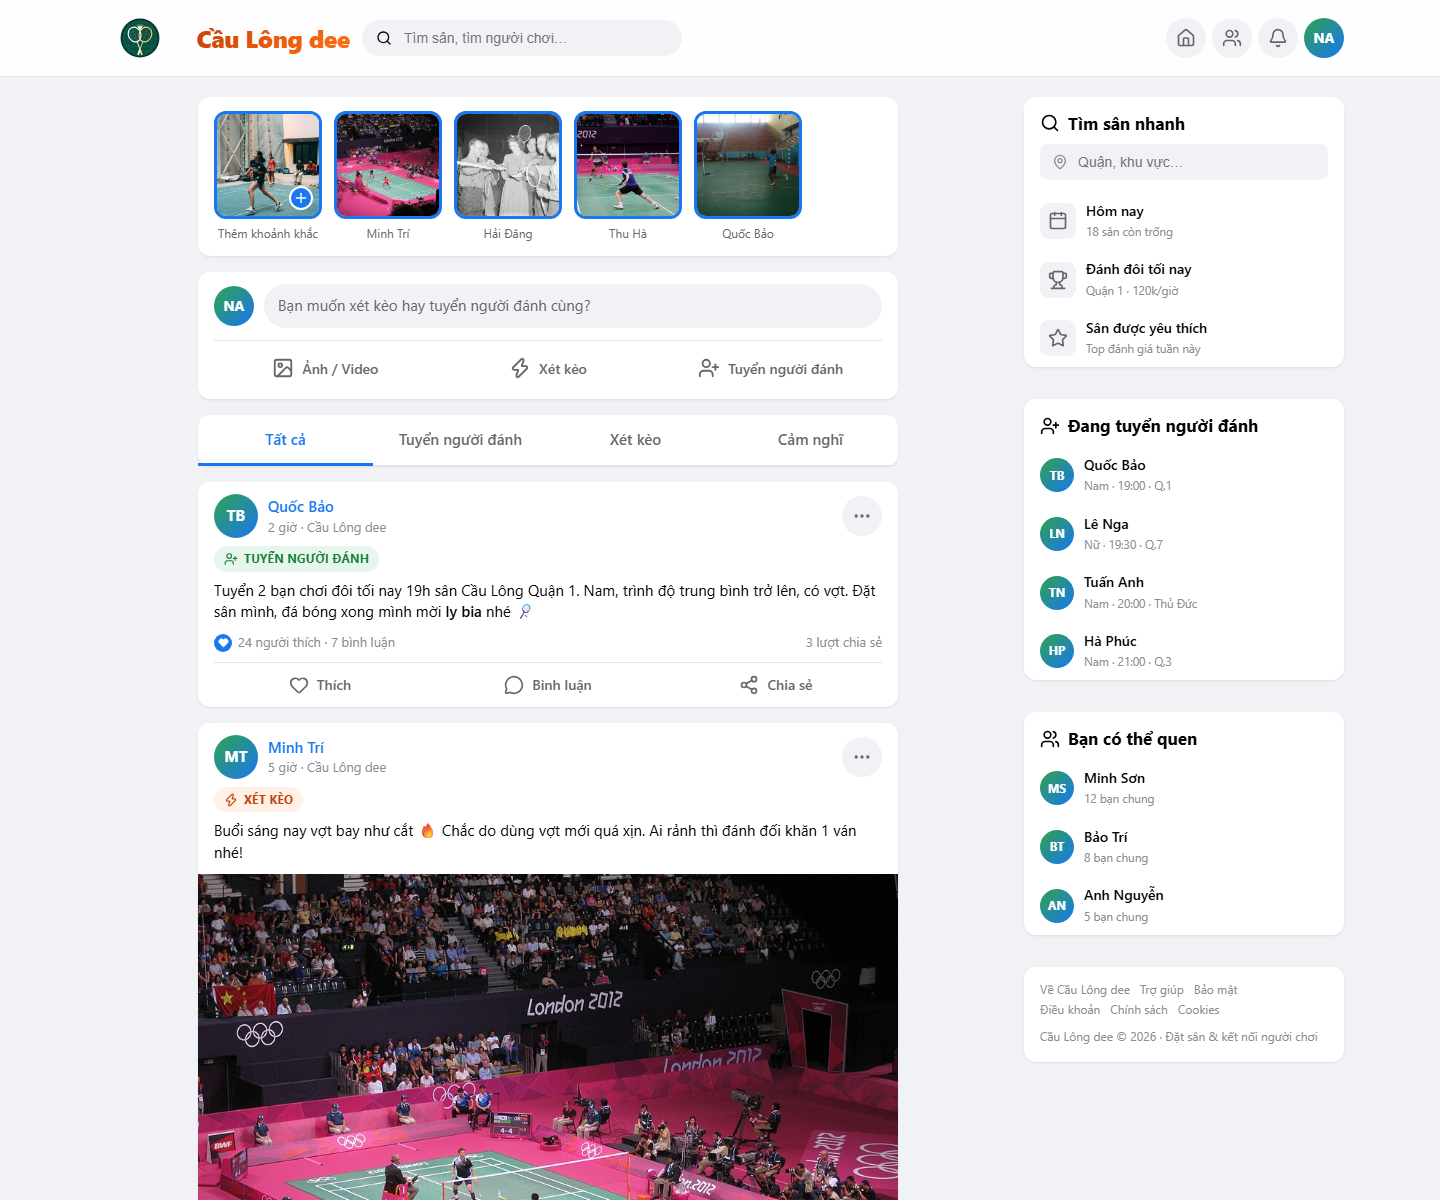 Cầu Lông dee
Tìm sân, tìm người chơi...
NA
Thêm khoảnh khắc
Minh Trí
Hải Đăng
Thu Hà
Quốc Bảo
2012
NA
Bạn muốn xét kèo hay tuyển người đánh cùng?
Ảnh / Video
Xét kèo
Tuyển người đánh
Tất cả
Tuyển người đánh
Xét kèo
Cảm nghĩ
TB
Quốc Bảo
2 giờ · Cầu Lông dee
TUYỂN NGƯỜI ĐÁNH
Tuyển 2 bạn chơi đôi tối nay 19h sân Cầu Lông Quận 1. Nam, trình độ trung bình trở lên, có vợt. Đặt
sân mình, đá bóng xong mình mời ly bia nhé
24 người thích · 7 bình luận
3 lượt chia sẻ
Thích
Bình luận
Chia sẻ
MT
Minh Trí
5 giờ · Cầu Lông dee
XÉT KÈO
Buổi sáng nay vợt bay như cắt 🔥 Chắc do dùng vợt mới quá xịn. Ai rảnh thì đánh đối khăn 1 ván
nhé!
London 2012
London 2012
BWF
4-4
London 2012
2012
Tìm sân nhanh
Quận, khu vực...
Hôm nay
18 sân còn trống
Đánh đôi tối nay
Quận 1 · 120k/giờ
Sân được yêu thích
Top đánh giá tuần này
Đang tuyển người đánh
TB
Quốc Bảo
Nam · 19:00 · Q.1
LN
Lê Nga
Nữ · 19:30 · Q.7
TN
Tuấn Anh
Nam · 20:00 · Thủ Đức
HP
Hà Phúc
Nam · 21:00 · Q.3
Bạn có thể quen
MS
Minh Sơn
12 bạn chung
BT
Bảo Trí
8 bạn chung
AN
Anh Nguyễn
5 bạn chung
Về Cầu Lông dee Trợ giúp Bảo mật
Điều khoản Chính sách Cookies
Cầu Lông dee © 2026 · Đặt sân & kết nối người chơi